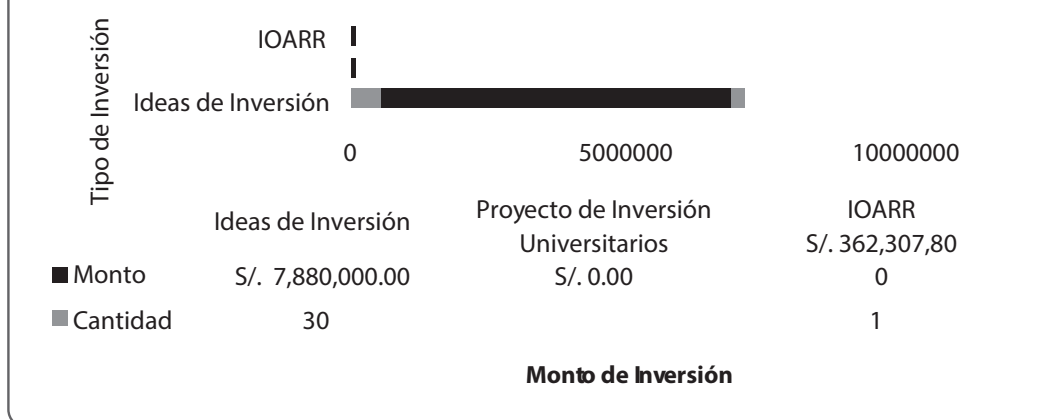 Tipo de Inversión
IOARR
Ideas de Inversión
0 5000000 10000000
Ideas de Inversión Proyecto de Inversión Universitarios IOARR
S/. 362,307,80
Monto S/. 7,880,000.00 S/. 0.00 0
Cantidad 30 1
Monto de Inversión